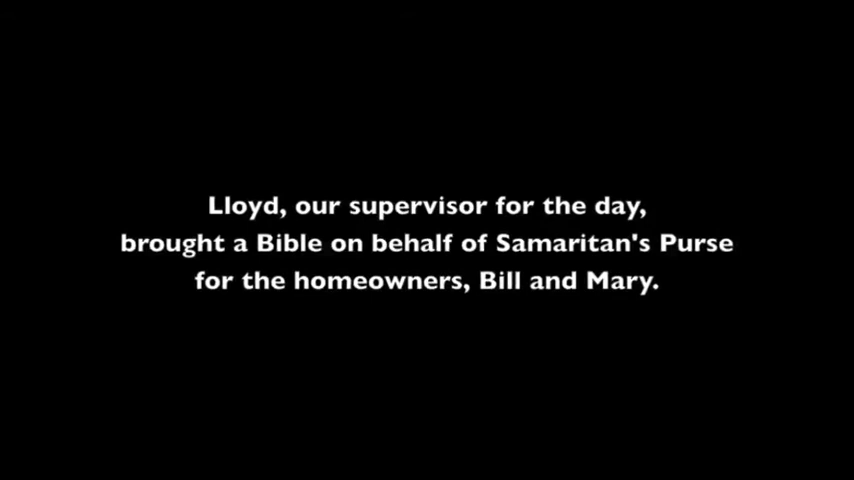 Lloyd, our supervisor for the day,
brought a Bible on behalf of Samaritan's Purse
for the homeowners, Bill and Mary.